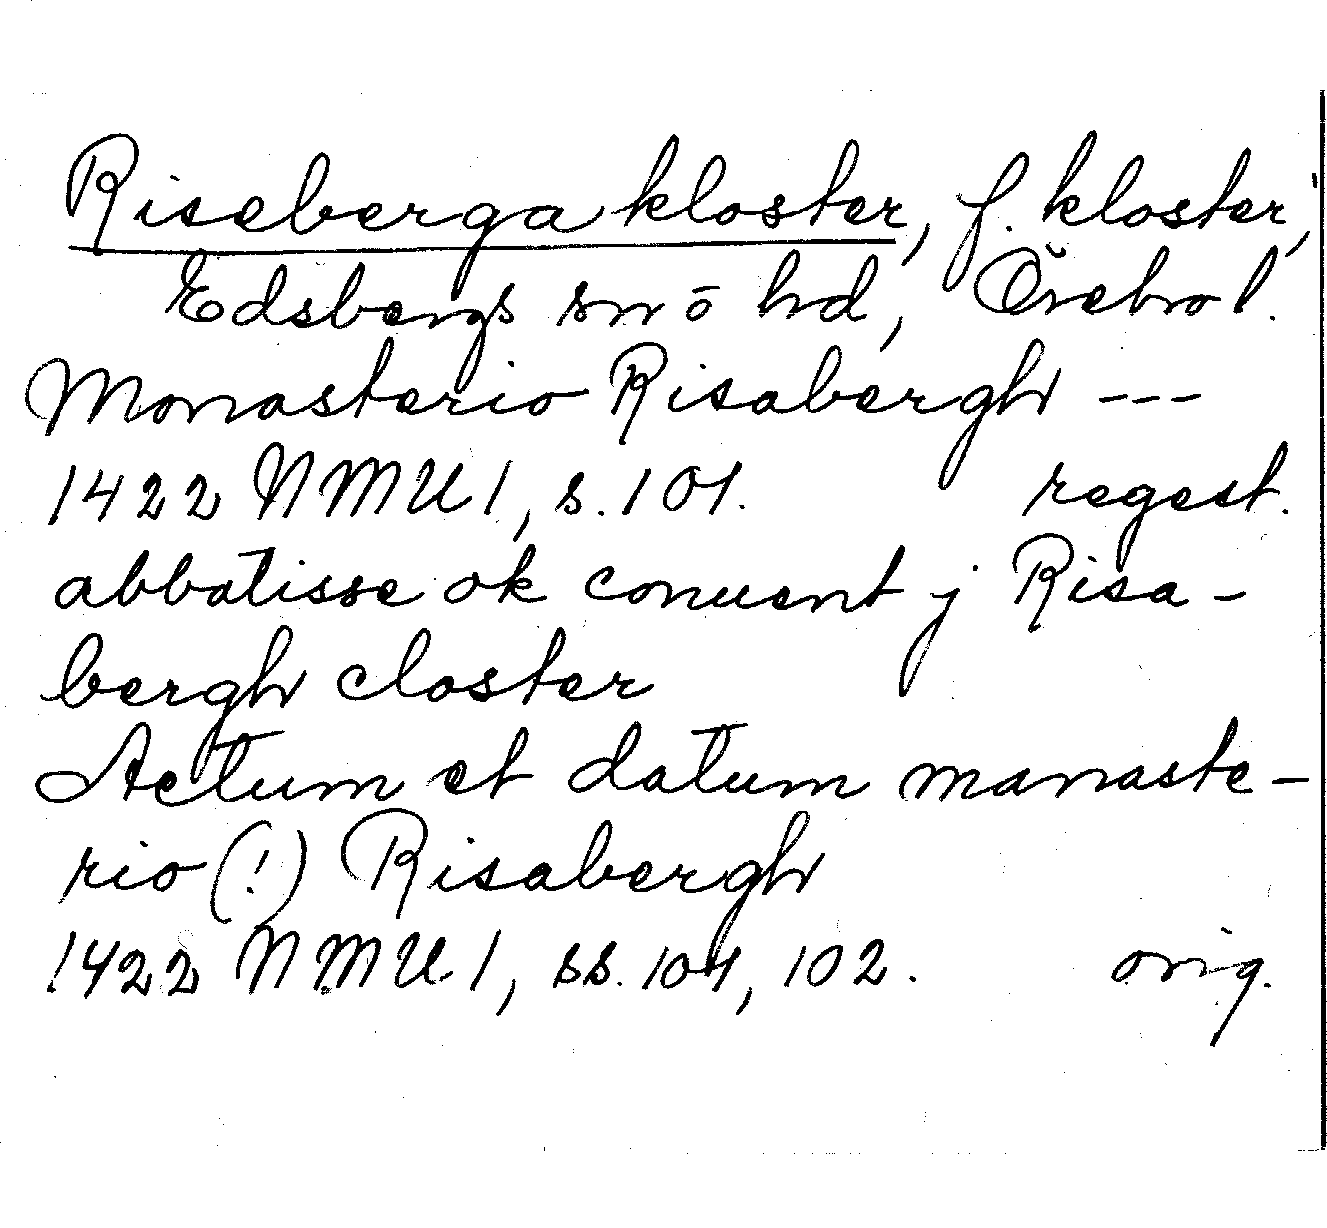 Riseberga kloster, f. kloster,
Edsbergs sn o hd, Örebro l.
Monasterio Risabergh ---
1422 NMU 1, s. 101. regest.
abbatisse ok conuent j Risa-
bergh closter
Actum et datum manaste-
rio (!) Risabergh
1422 NMU 1, ss. 101, 102. orig.